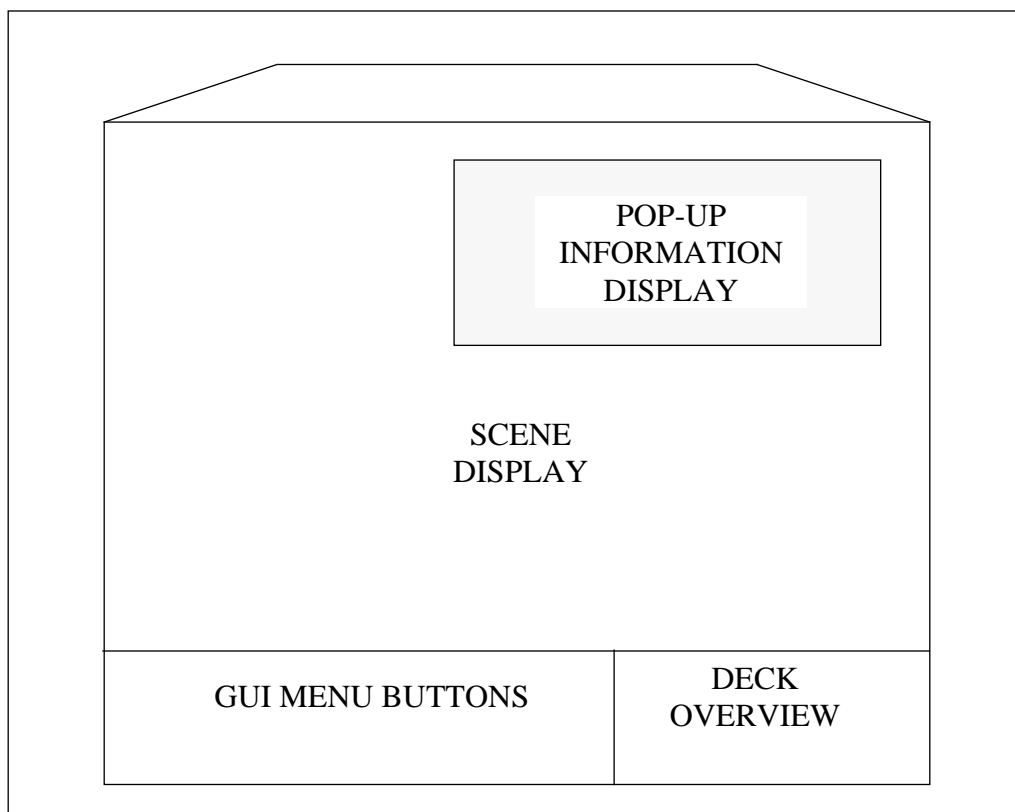 POP-UP
INFORMATION
DISPLAY
SCENE
DISPLAY
GUI MENU BUTTONS
DECK
OVERVIEW